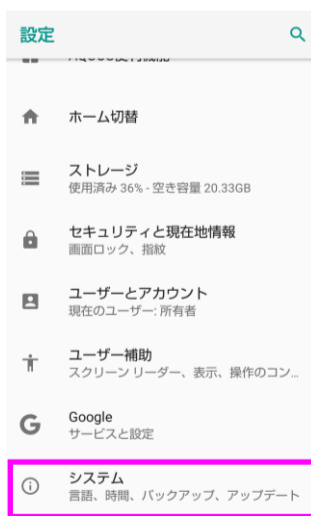 設定
ホーム切替
ストレージ
使用済み 36% - 空き容量 20.33GB
セキュリティと現在地情報
画面ロック、指紋
ユーザーとアカウント
現在のユーザー: 所有者
ユーザー補助
スクリーン リーダー、表示、操作のコン...
Google
サービスと設定
システム
言語、時間、バックアップ、アップデート